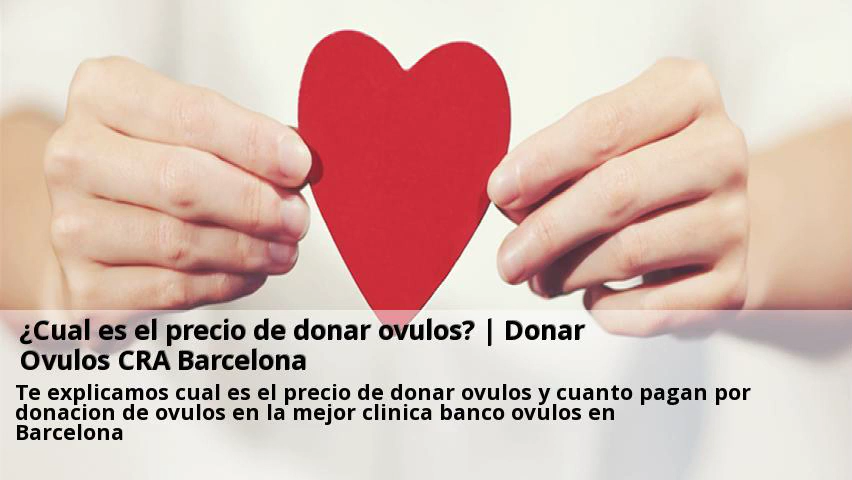 ¿Cual es el precio de donar ovulos? | Donar
Ovulos CRA Barcelona
Te explicamos cual es el precio de donar ovulos y cuanto pagan por
donacion de ovulos en la mejor clinica banco ovulos en
Barcelona